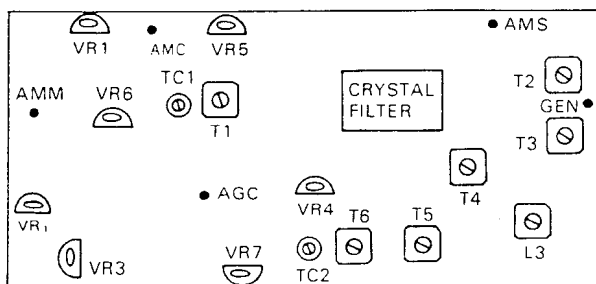 AMS
VR1
AMC
VR5
TC1
T2
CRYSTAL
FILTER
AMM
VR6
GEN
T1
T3
AGC
T4
VR4
T6
T5
L3
VR3
VR7
TC2